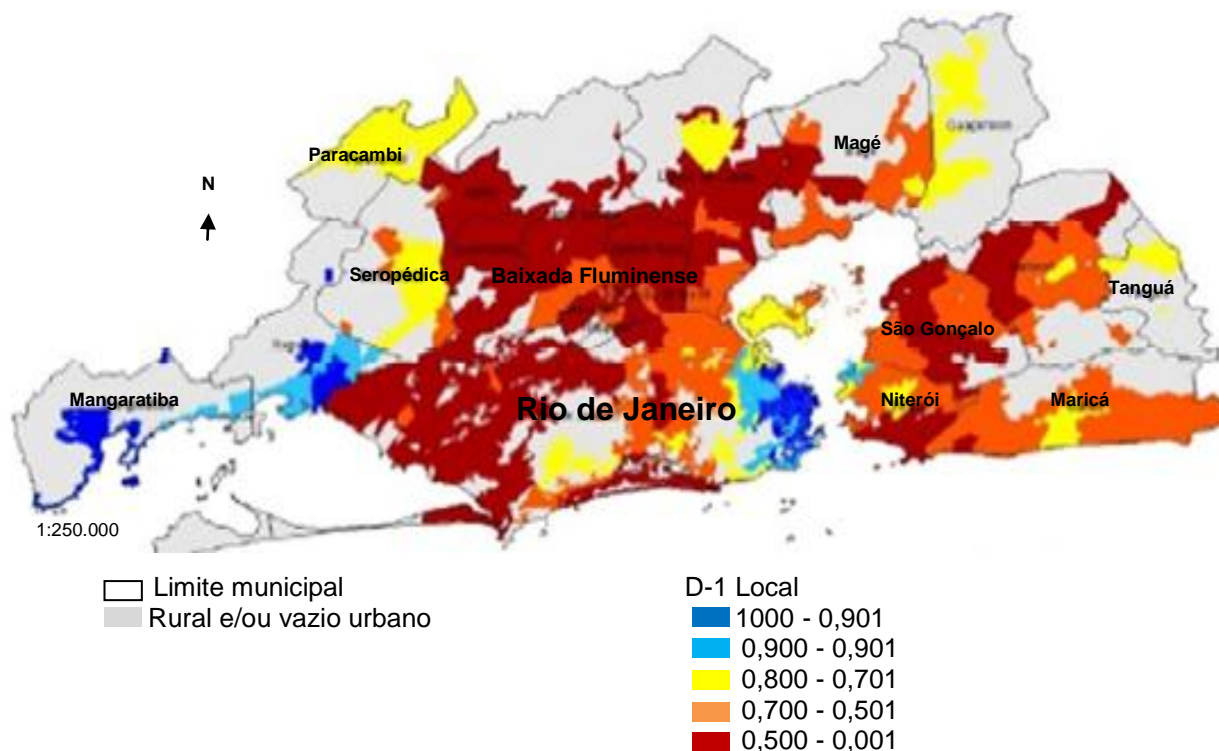 Paracambi
Magé
N
Seropédica
Baixada Fluminense
Tanguá
São Gonçalo
Mangaratiba
Rio de Janeiro
Niterói
Maricá
1:250.000
Limite municipal
Rural e/ou vazio urbano
D-1 Local
1000 - 0,901
0,900 - 0,901
0,800 - 0,701
0,700 - 0,501
0,500 - 0,001